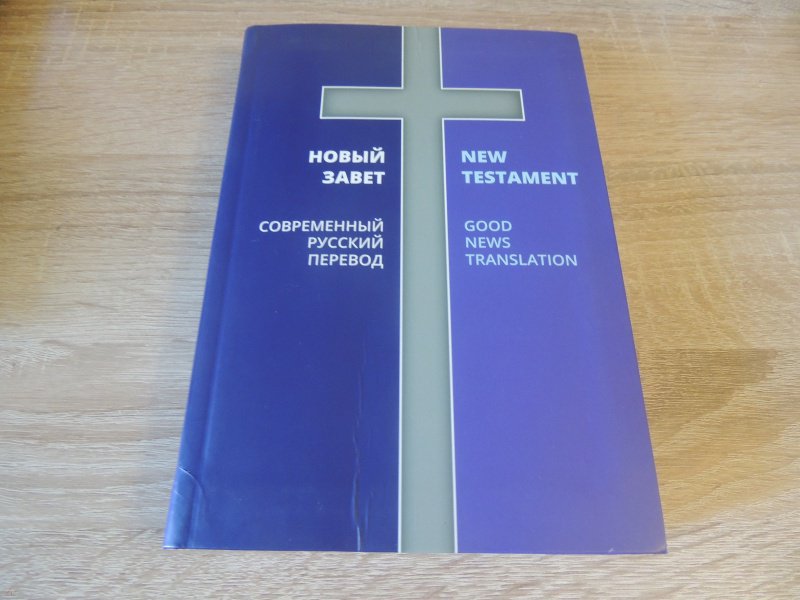 НОВЫЙ
ЗАВЕТ
СОВРЕМЕННЫЙ
РУССКИЙ
ПЕРЕВОД
NEW
TESTAMENT
GOOD
NEWS
TRANSLATION